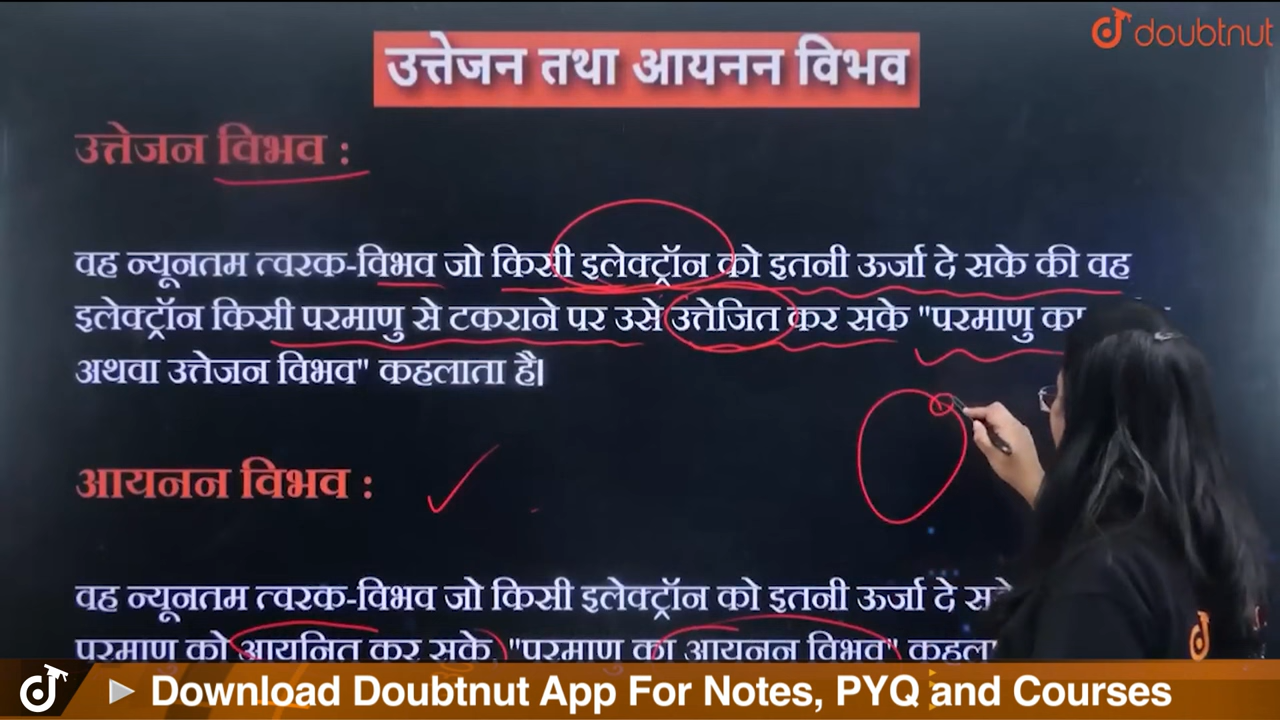 doubtnut
उत्तेजन तथा आयनन विभव
उत्तेजन विभव :
वह न्यूनतम त्वरक-विभव जो किसी इलेक्ट्रॉन को इतनी ऊर्जा दे सके की वह
इलेक्ट्रॉन किसी परमाणु से टकराने पर उसे उत्तेजित कर सके "परमाणु का
अथवा उत्तेजन विभव" कहलाता है।
आयनन विभव :
वह न्यूनतम त्वरक-विभव जो किसी इलेक्ट्रॉन को इतनी ऊर्जा दे
परमाणु को आयनित कर सके, "परमाणु का आयनन विभव"
Download Doubtnut App For Notes, PYQ and Courses